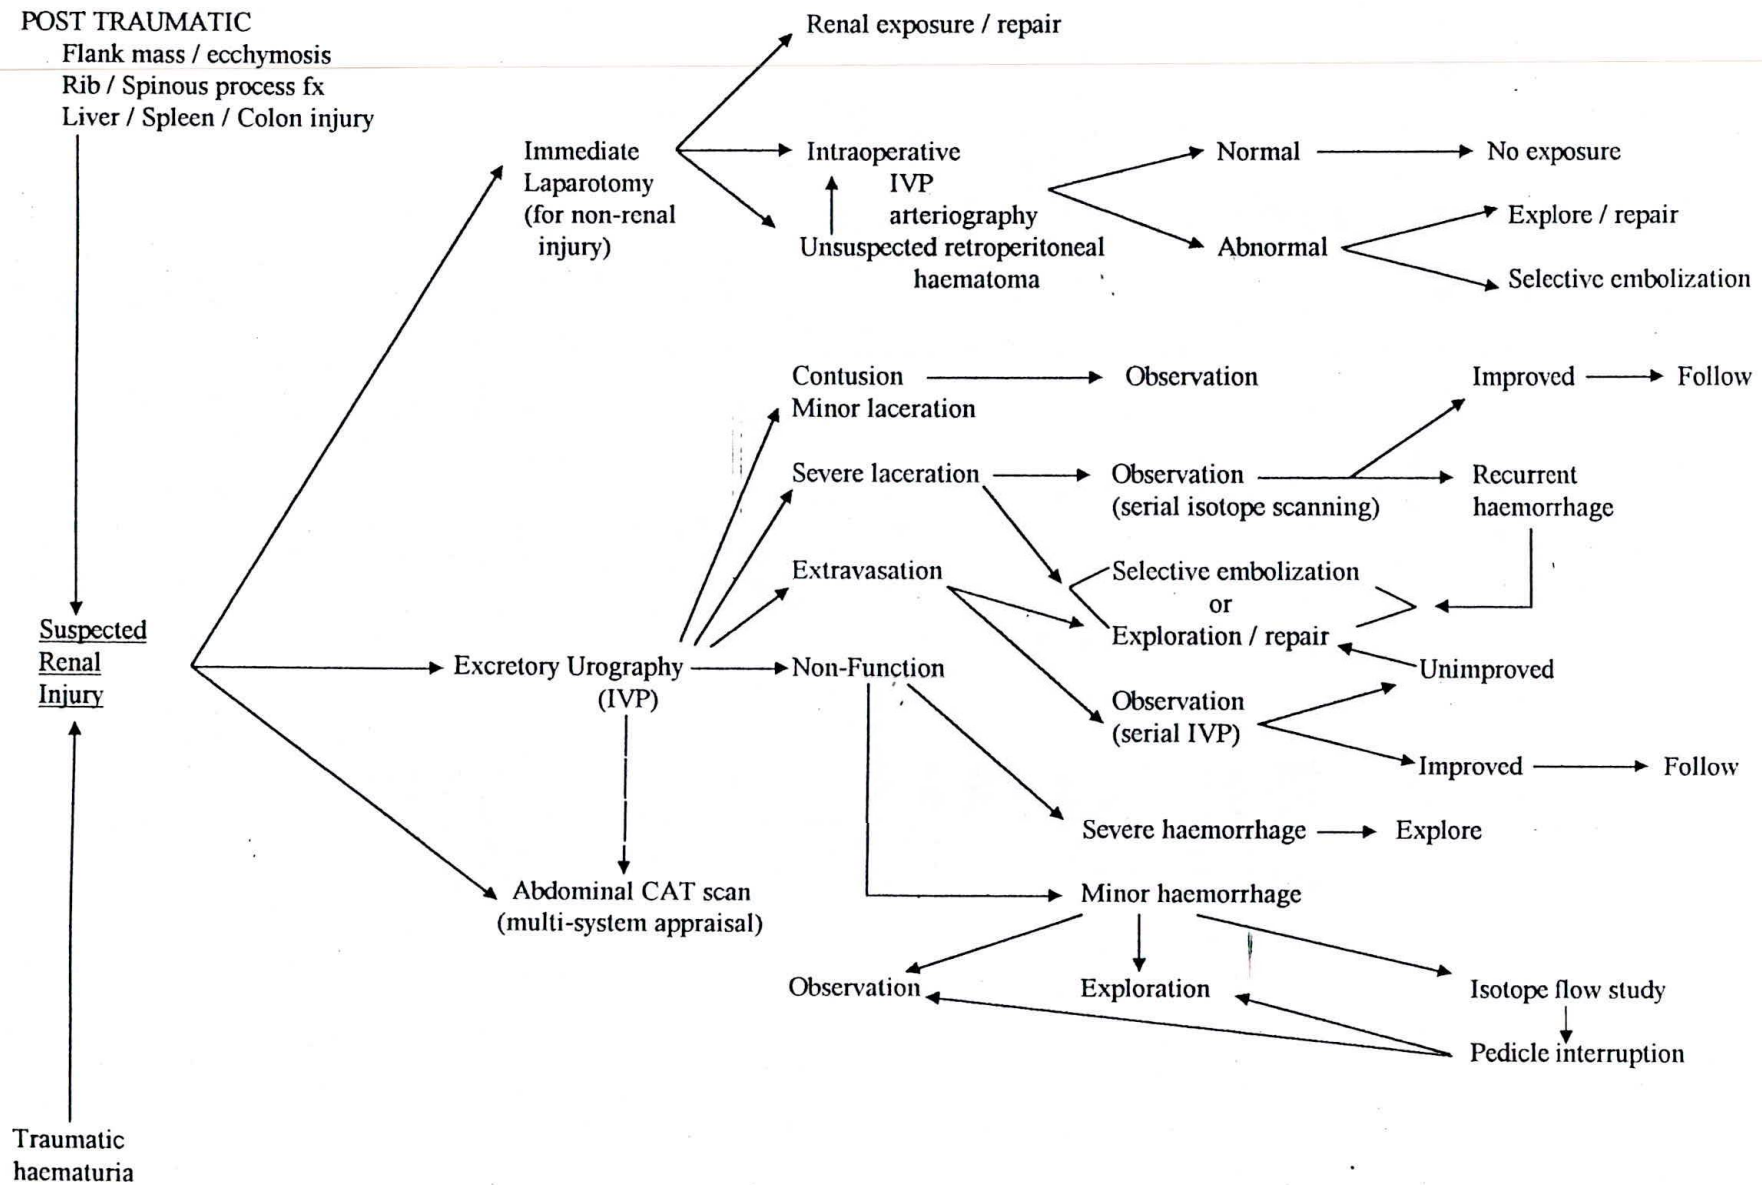 POST TRAUMATIC
Flank mass / ecchymosis
Rib / Spinous process fx
Liver / Spleen / Colon injury
Suspected
Renal
Injury
Traumatic
haematuria
Immediate
Laparotomy
(for non-renal
injury)
Renal exposure / repair
Intraoperative
IVP
arteriography
Unsuspected retroperitoneal
haematoma
Normal
No exposure
Abnormal
Explore / repair
Selective embolization
Excretory Urography
(IVP)
Abdominal CAT scan
(multi-system appraisal)
Contusion
Minor laceration
Observation
Severe laceration
Observation
(serial isotope scanning)
Improved
Follow
Recurrent
haemorrhage
Extravasation
Selective embolization
or
Exploration / repair
Observation
(serial IVP)
Unimproved
Improved
Follow
Non-Function
Severe haemorrhage
Explore
Minor haemorrhage
Observation
Exploration
Isotope flow study
Pedicle interruption